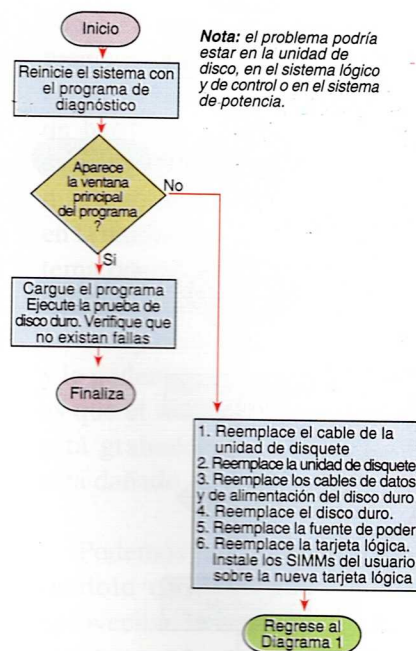 Inicio
Nota: el problema podría
estar en la unidad de
disco, en el sistema lógico
y de control o en el sistema
de potencia.
Reinicie el sistema con
el programa de
diagnóstico
Aparece
la ventana
principal
del programa
?
No
Si
Cargue el programa
Ejecute la prueba de
disco duro. Verifique que
no existan fallas
Finaliza
1. Reemplace el cable de la
unidad de disquete
2. Reemplace la unidad de disquete
3. Reemplace los cables de datos
y de alimentación del disco duro
4. Reemplace el disco duro.
5. Reemplace la fuente de poder
6. Reemplace la tarjeta lógica.
Instale los SIMMs del usuario
sobre la nueva tarjeta lógica
Regrese al
Diagrama 1